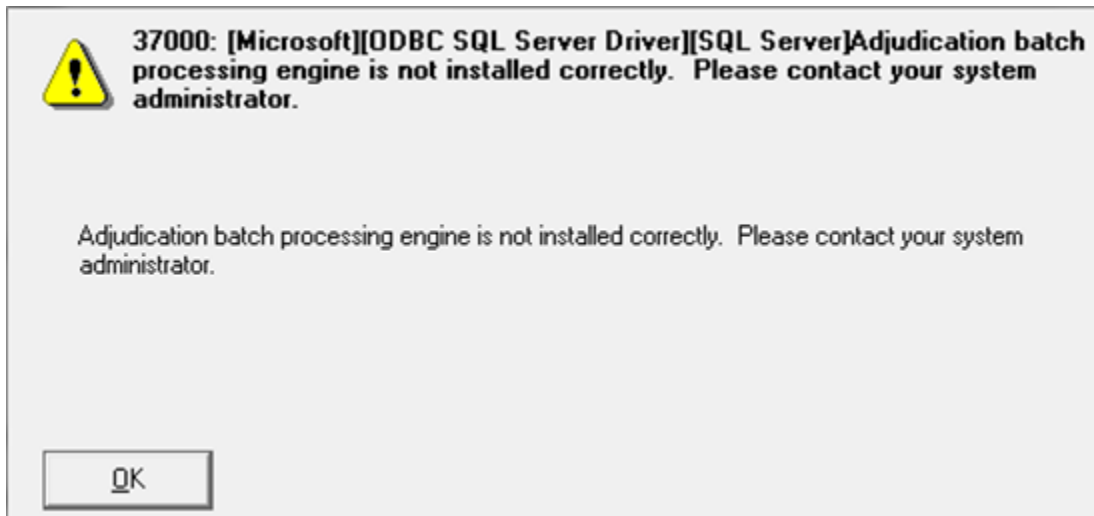 37000: [Microsoft][ODBC SQL Server Driver][SQL Server]Adjudication batch
processing engine is not installed correctly.  Please contact your system
administrator.
Adjudication batch processing engine is not installed correctly.  Please contact your system
administrator.
OK